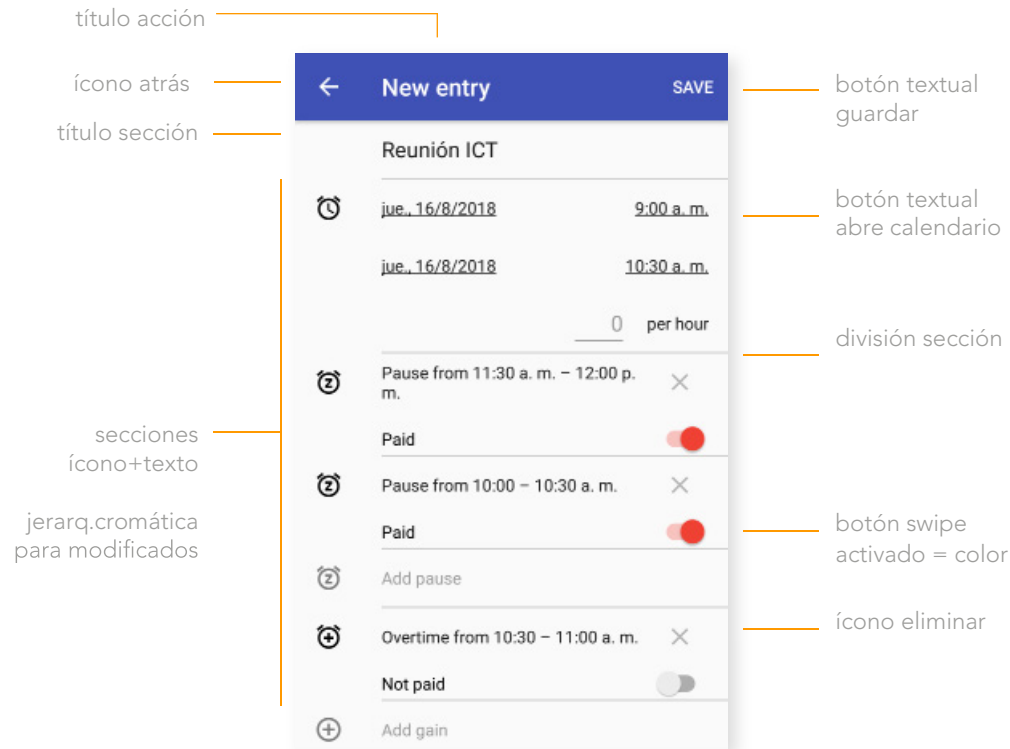 título acción
ícono atrás
título sección
secciones
ícono+texto
jerarq.cromática
para modificados
New entry
SAVE
Reunión ICT
jue., 16/8/2018
9:00 a. m.
jue., 16/8/2018
10:30 a. m.
0 per hour
Pause from 11:30 a. m. – 12:00 p.
m.
Paid
Pause from 10:00 – 10:30 a. m.
Paid
Add pause
Overtime from 10:30 – 11:00 a. m.
Not paid
Add gain
botón textual
guardar
botón textual
abre calendario
división sección
botón swipe
activado = color
ícono eliminar